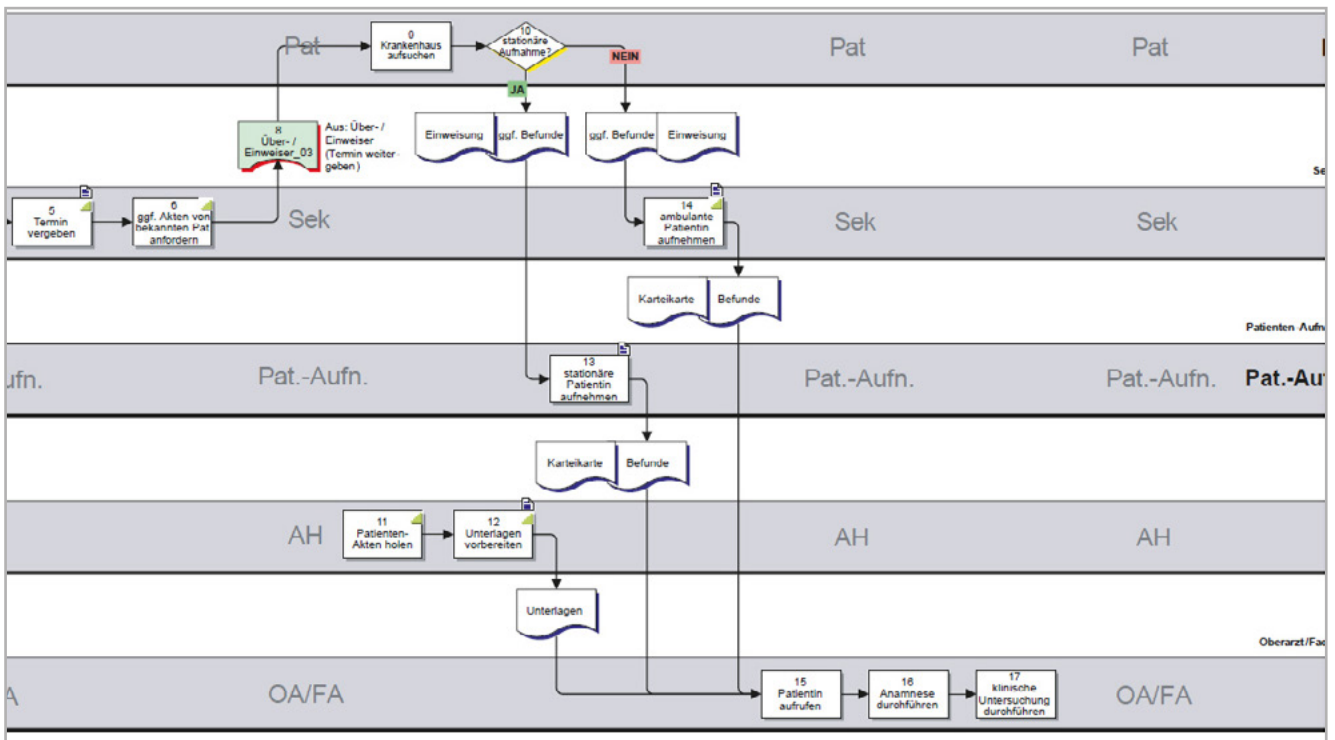 0
Krankenhaus
aufsuchen
10
stationäre
Aufnahme?
Pat
Pat
Pat
NEIN
JA
8
Über- /
Einweiser_03
Aus: Über- /
Einweiser
(Termin weiter-
geben)
Einweisung
ggf. Befunde
ggf. Befunde
Einweisung
5
Termin
vergeben
6
ggf. Akten von
bekannten Pat
anfordern
Sek
14
ambulante
Patientin
aufnehmen
Sek
Sek
Karteikarte
Befunde
Patienten-Aufn
ufn.
Pat.-Aufn.
13
stationäre
Patientin
aufnehmen
Pat.-Aufn.
Pat.-Aufn.
Pat.-Au
Karteikarte
Befunde
11
Patienten-
Akten holen
12
Unterlagen
vorbereiten
AH
AH
AH
Unterlagen
Oberarzt/Fac
A
OA/FA
15
Patientin
aufrufen
16
Anamnese
durchführen
17
klinische
Untersuchung
durchführen
OA/FA